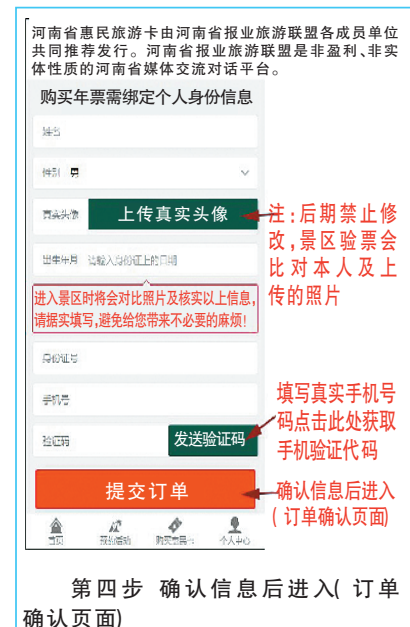 河南省惠民旅游卡由河南省报业旅游联盟各成员单位
共同推荐发行。河南省报业旅游联盟是非盈利、非实
体性质的河南省媒体交流对话平台。
购买年票需绑定个人身份信息
姓名
性别 男
真实头像 上传真实头像
注:后期禁止修
改,景区验票会
比对本人及上
传的照片
出生年月 请输入身份证上的日期
进入景区时将会对比照片及核实以上信息,
请据实填写,避免给您带来不必要的麻烦!
身份证号
手机号
填写真实手机号
码点击此处获取
手机验证代码
验证码 发送验证码
提交订单
确认信息后进入
(订单确认页面)
首页 我的活动 购买惠民卡 个人中心
第四步 确认信息后进入(订单
确认页面)